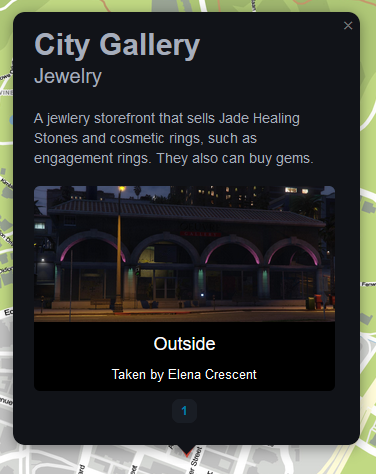 City Gallery
×
Jewelry
A jewlery storefront that sells Jade Healing
Stones and cosmetic rings, such as
engagement rings. They also can buy gems.
Outside
Taken by Elena Crescent
1